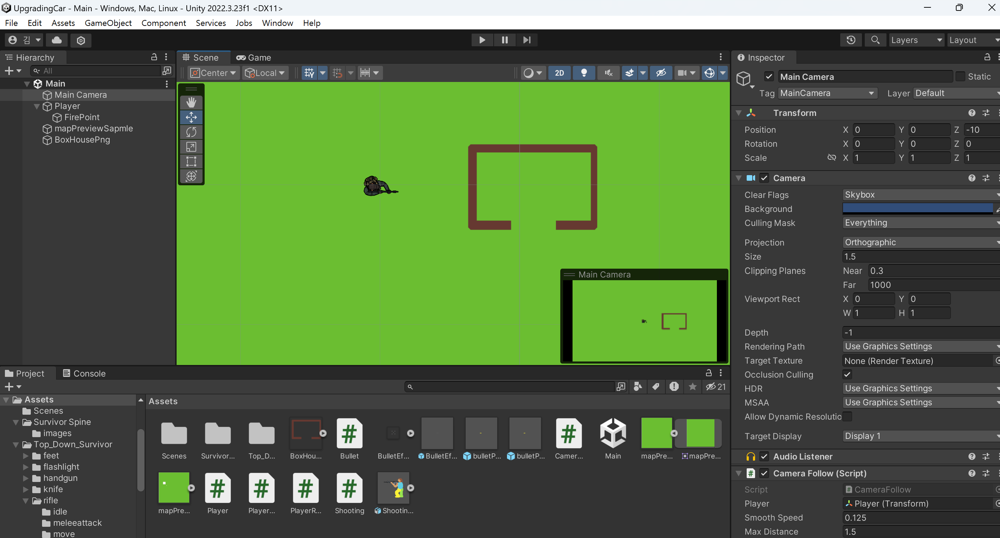 UpgradingCar - Main - Windows, Mac, Linux - Unity 2022.3.23f1 <DX11>
File Edit Assets GameObject Component Services Jobs Window Help
김 Layers Layout
Hierarchy
All
Main
Main Camera
Player
FirePoint
mapPreviewSapmle
BoxHousePng
Scene Game
Center Local 2D
Main Camera
Inspector
Main Camera Static
Tag MainCamera Layer Default
Transform
Position X 0 Y 0 Z -10
Rotation X 0 Y 0 Z 0
Scale X 1 Y 1 Z 1
Camera
Clear Flags Skybox
Background
Culling Mask Everything
Projection Orthographic
Size 1.5
Clipping Planes Near 0.3
Far 1000
Viewport Rect X 0 Y 0
W 1 H 1
Depth -1
Rendering Path Use Graphics Settings
Target Texture None (Render Texture)
Occlusion Culling
HDR Use Graphics Settings
MSAA Use Graphics Settings
Allow Dynamic Resolutio
Target Display Display 1
Audio Listener
# Camera Follow (Script)
Script # CameraFollow
Player Player (Transform)
Smooth Speed 0.125
Max Distance 1.5
Project Console
21
Assets
Scenes
Survivor Spine
images
Top_Down_Survivor
feet
flashlight
handgun
knife
rifle
idle
meleeattack
move
Assets
Scenes Survivor... Top_D... BoxHou... Bullet BulletEf... BulletEf... bulletP... bulletP... Camer... Main mapPre... mapPre...
mapPre... Player Player... PlayerR... Shooting Shootin...